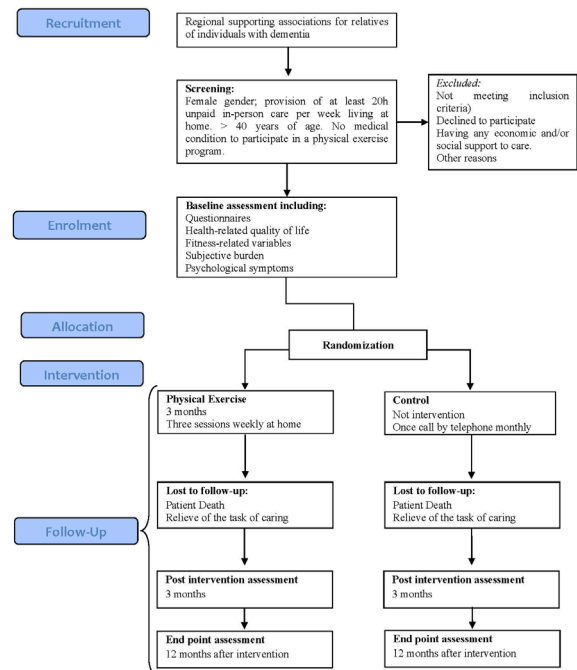 Recruitment
Regional supporting associations for relatives
of individuals with dementia
Screening:
Female gender; provision of at least 20h
unpaid in-person care per week living at
home. > 40 years of age. No medical
condition to participate in a physical exercise
program.
Excluded:
Not meeting inclusion
criteria)
Declined to participate
Having any economic and/or
social support to care.
Other reasons
Enrolment
Baseline assessment including:
Questionnaires
Health-related quality of life
Fitness-related variables
Subjective burden
Psychological symptoms
Allocation
Randomization
Intervention
Physical Exercise
3 months
Three sessions weekly at home
Control
Not intervention
Once call by telephone monthly
Follow-Up
Lost to follow-up:
Patient Death
Relieve of the task of caring
Lost to follow-up:
Patient Death
Relieve of the task of caring
Post intervention assessment
3 months
Post intervention assessment
3 months
End point assessment
12 months after intervention
End point assessment
12 months after intervention